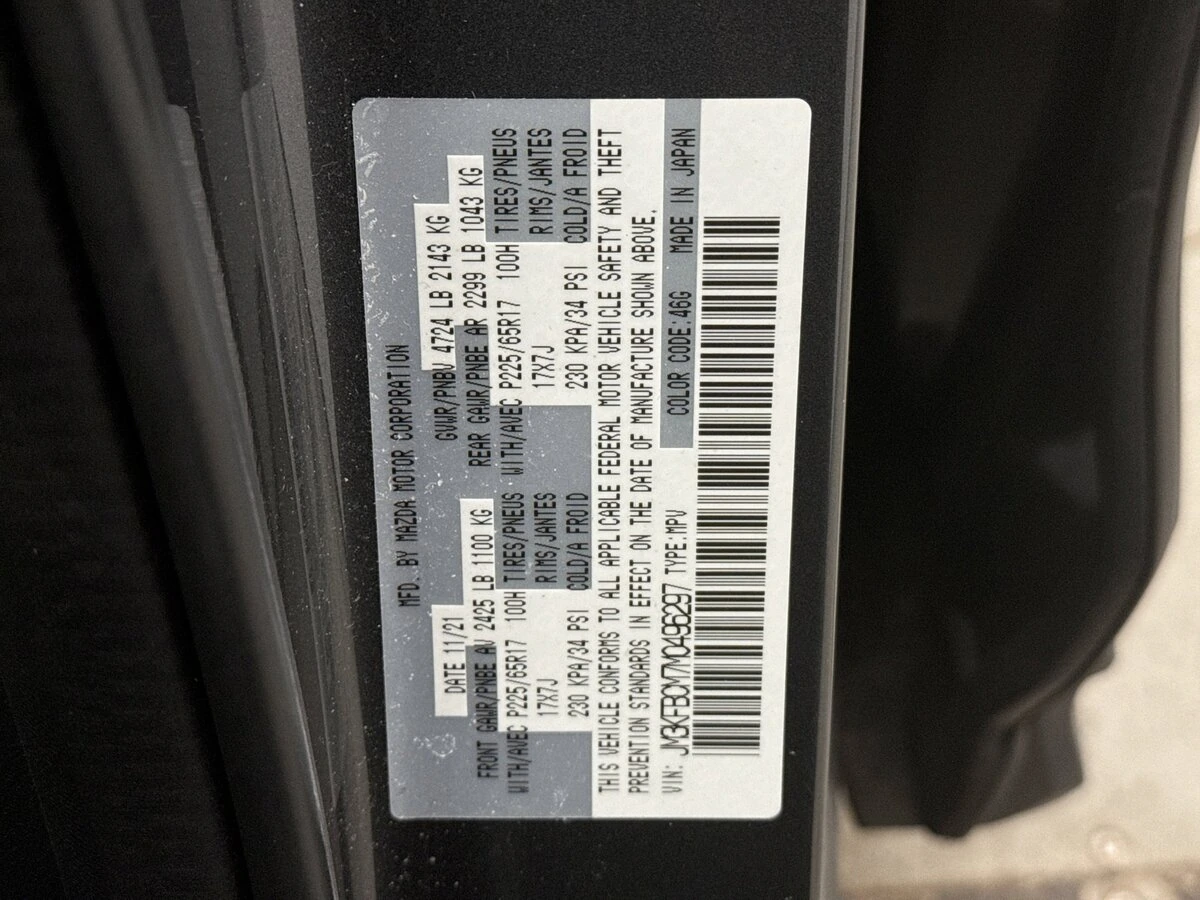 MFD. BY MAZDA MOTOR CORPORATION
DATE 11/21 GVWR/PNBV 4724 LB 2143 KG
FRONT GAWR/PNBE AV 2425 LB 1100 KG REAR GAWR/PNBE AR 2299 LB 1043 KG
WITH/AVEC P225/65R17 100H TIRES/PNEUS WITH/AVEC P225/65R17 100H TIRES/PNEUS
17X7J RIMS/JANTES 17X7J RIMS/JANTES
230 KPA/34 PSI COLD/A FROID 230 KPA/34 PSI COLD/A FROID
THIS VEHICLE CONFORMS TO ALL APPLICABLE FEDERAL MOTOR VEHICLE SAFETY AND THEFT
PREVENTION STANDARDS IN EFFECT ON THE DATE OF MANUFACTURE SHOWN ABOVE.
VIN: JM3KFBCM7M0496297 TYPE:MPV COLOR CODE:46G MADE IN JAPAN